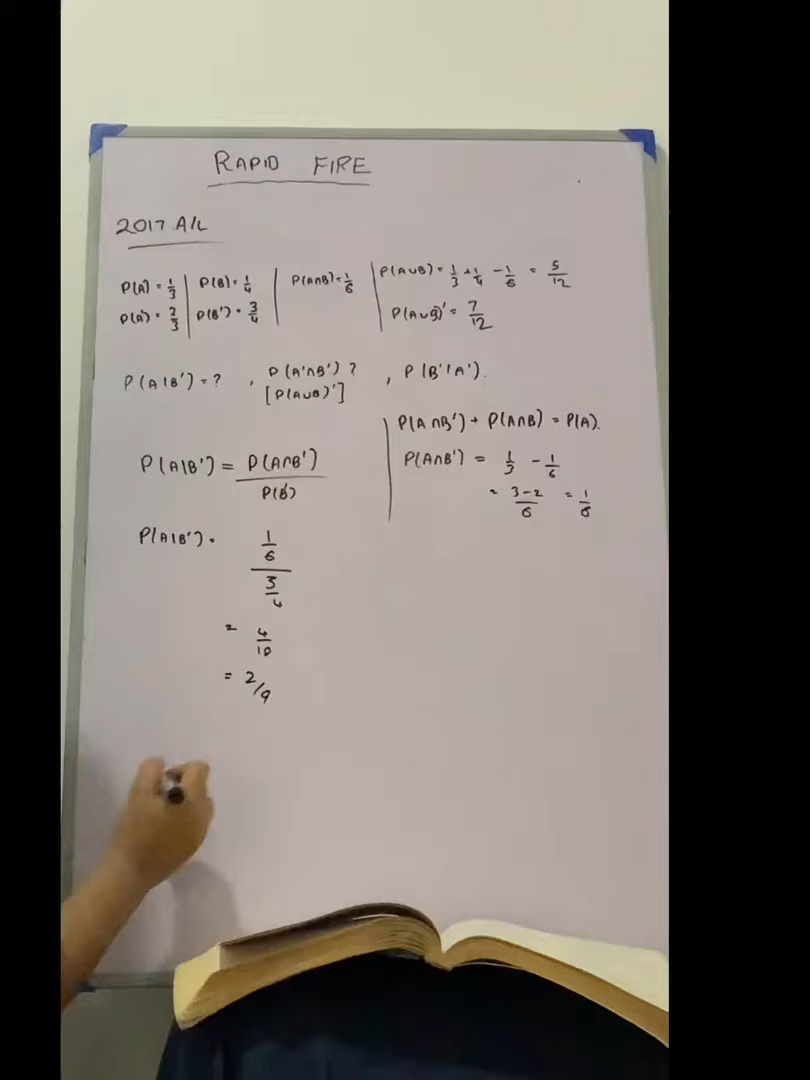 RAPID FIRE
2017 A/L
P(A) = 1/3 | P(B) = 1/4 | P(A∩B) = 1/6 | P(A∪B) = 1/3 + 1/4 - 1/6 = 5/12
P(A') = 2/3 | P(B') = 3/4 | P(A∪B)' = 7/12
P(A|B') = ? , P(A'∩B') ? , P(B'|A').
[P(A∪B)']
P(A∩B') + P(A∩B) = P(A).
P(A|B') = P(A∩B') / P(B')
P(A∩B') = 1/3 - 1/6
= 3-2/6 = 1/6
P(A|B') = 1/6 / 3/4
= 4/18
= 2/9